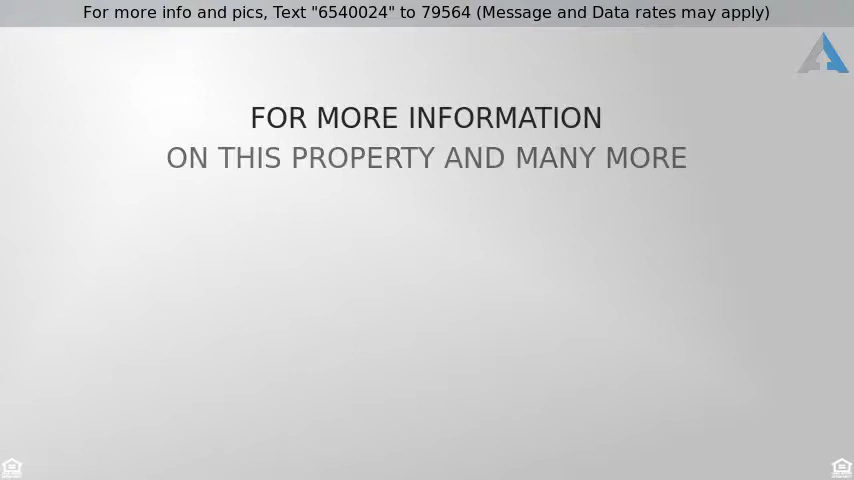 For more info and pics, Text "6540024" to 79564 (Message and Data rates may apply)
FOR MORE INFORMATION
ON THIS PROPERTY AND MANY MORE